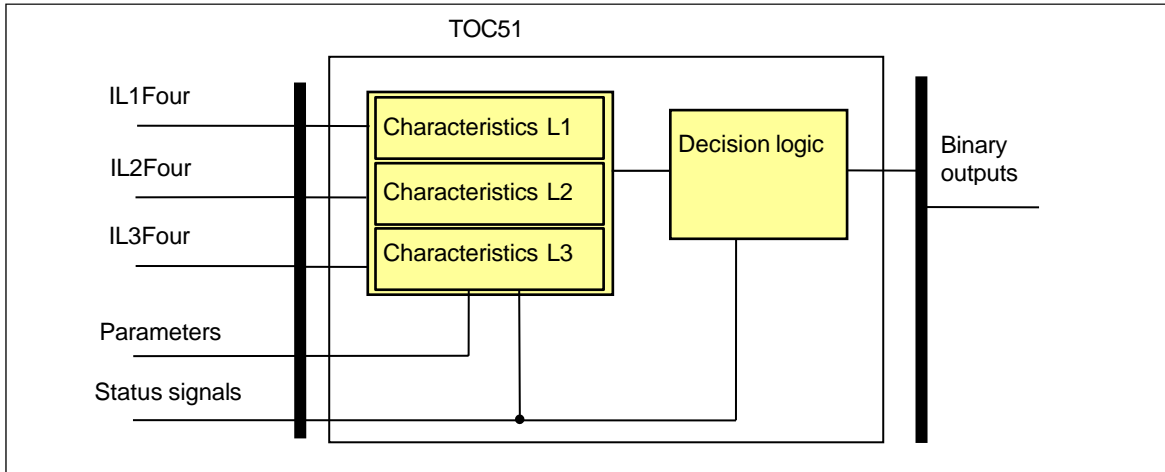 TOC51
IL1Four
Characteristics L1
Decision logic
Binary
outputs
IL2Four
Characteristics L2
IL3Four
Characteristics L3
Parameters
Status signals